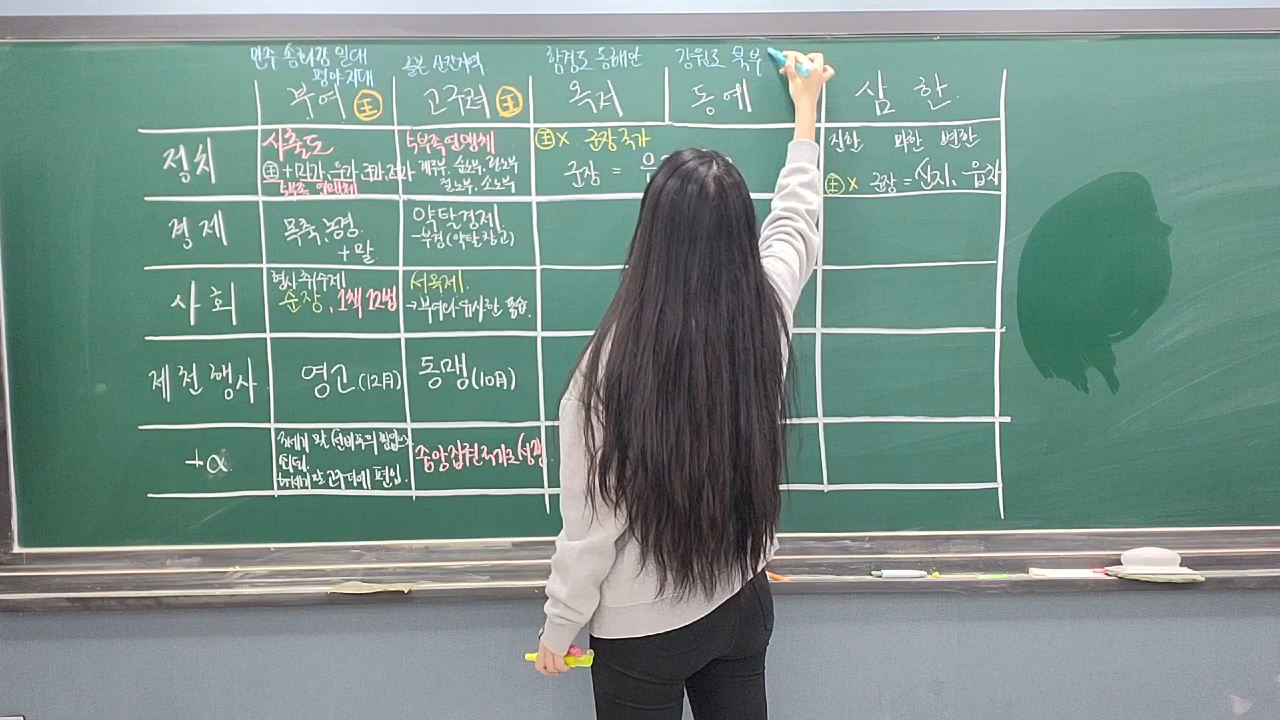 만주 송화강 일대
평야지대
졸본 산간지역
함경도 동해안
강원도 북부
부여 王
고구려 王
옥저
동예
삼한
정치
사출도
王+마가, 우가, 저가, 구가
5부족 연맹체
5부족연맹체
계루부, 순노부, 관노부
절노부, 소노부
王× 군장국가
군장 =
진한 마한 변한
王× 군장=신지, 읍차
경제
목축, 농경
+말
약탈경제
-부경(약탈창고)
사회
형사취수제
순장, 1책12법
서옥제
→부여와 유사한 풍습.
제천행사
영고(12月)
동맹(10月)
+α
3세기 말 선비족의 침입으로
쇠퇴
고구려에 편입.
중앙집권국가로 성장